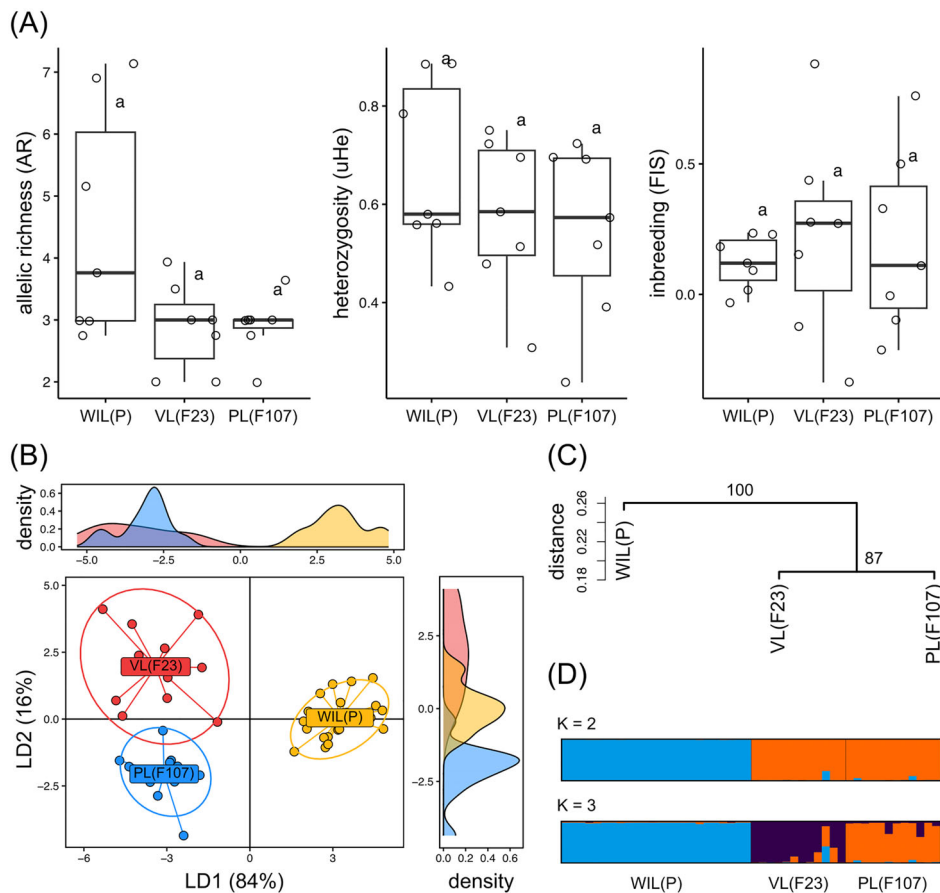 (A)
allelic richness (AR)
7
6
5
4
3
2
a
a
a
WIL(P) VL(F23) PL(F107)
heterozygosity (uHe)
0.8
0.6
0.4
a
a
a
WIL(P) VL(F23) PL(F107)
inbreeding (FIS)
0.5
0.0
a
a
a
WIL(P) VL(F23) PL(F107)
(B)
density
0.6
0.4
0.2
0.0
−5.0 −2.5 0.0 2.5 5.0
LD2 (16%)
5.0
2.5
0.0
−2.5
VL(F23)
WIL(P)
PL(F107)
−6 −3 0 3
LD1 (84%)
2.5
0.0
−2.5
0.0 0.2 0.4 0.6
density
(C)
distance
0.26
0.22
0.18
WIL(P)
100
87
VL(F23)
PL(F107)
(D)
K = 2
K = 3
WIL(P) VL(F23) PL(F107)